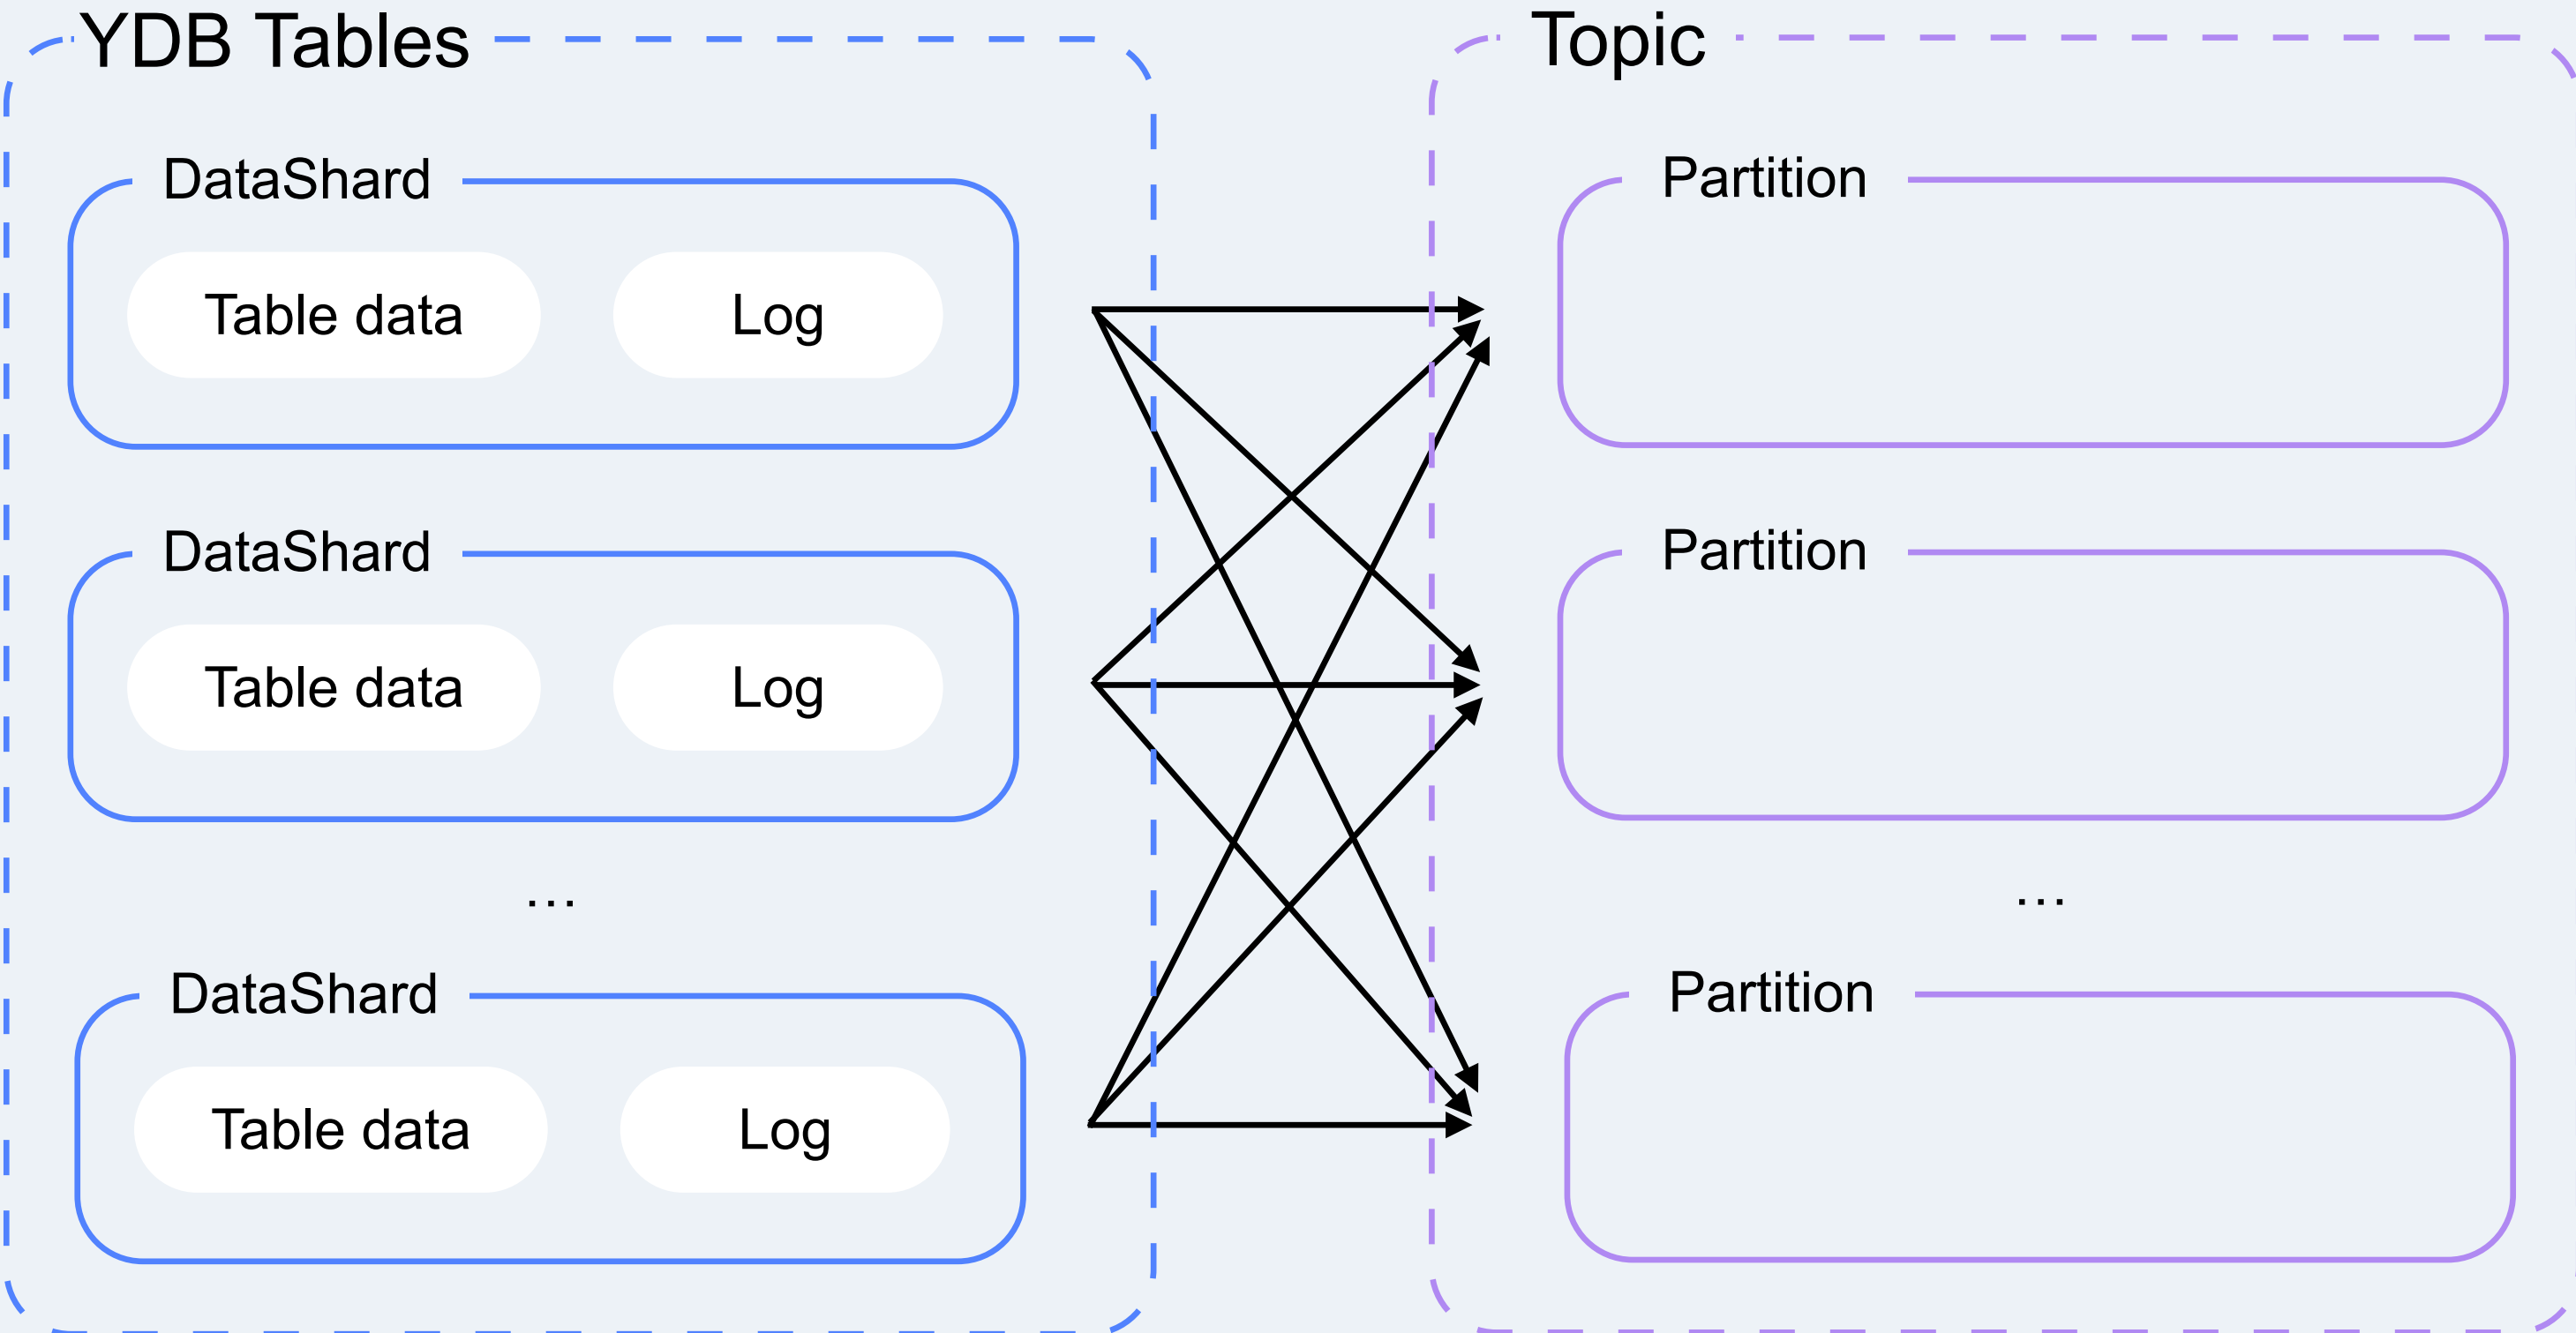 YDB Tables
DataShard
Table data
Log
DataShard
Table data
Log
...
DataShard
Table data
Log
Topic
Partition
Partition
...
Partition